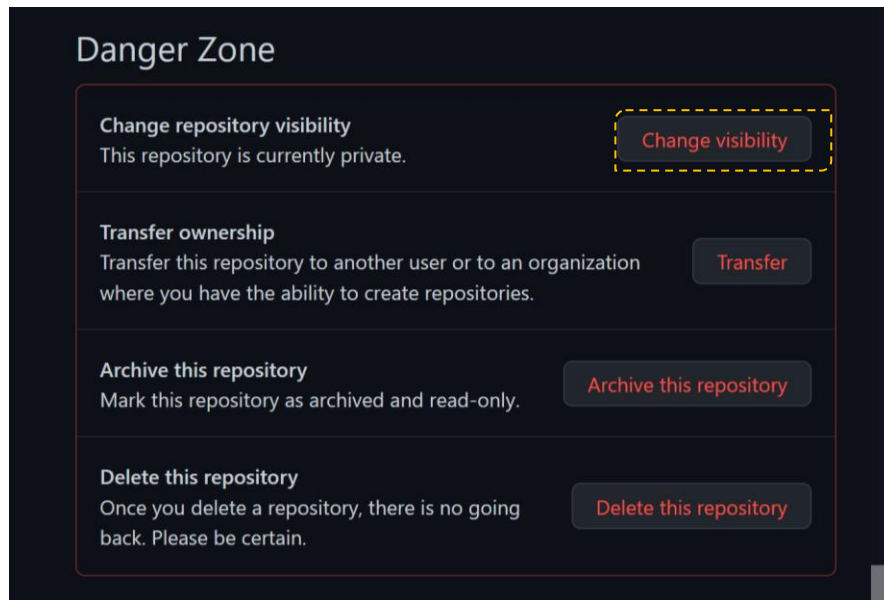 Danger Zone
Change repository visibility
This repository is currently private.
Change visibility
Transfer ownership
Transfer this repository to another user or to an organization
where you have the ability to create repositories.
Transfer
Archive this repository
Mark this repository as archived and read-only.
Archive this repository
Delete this repository
Once you delete a repository, there is no going
back. Please be certain.
Delete this repository